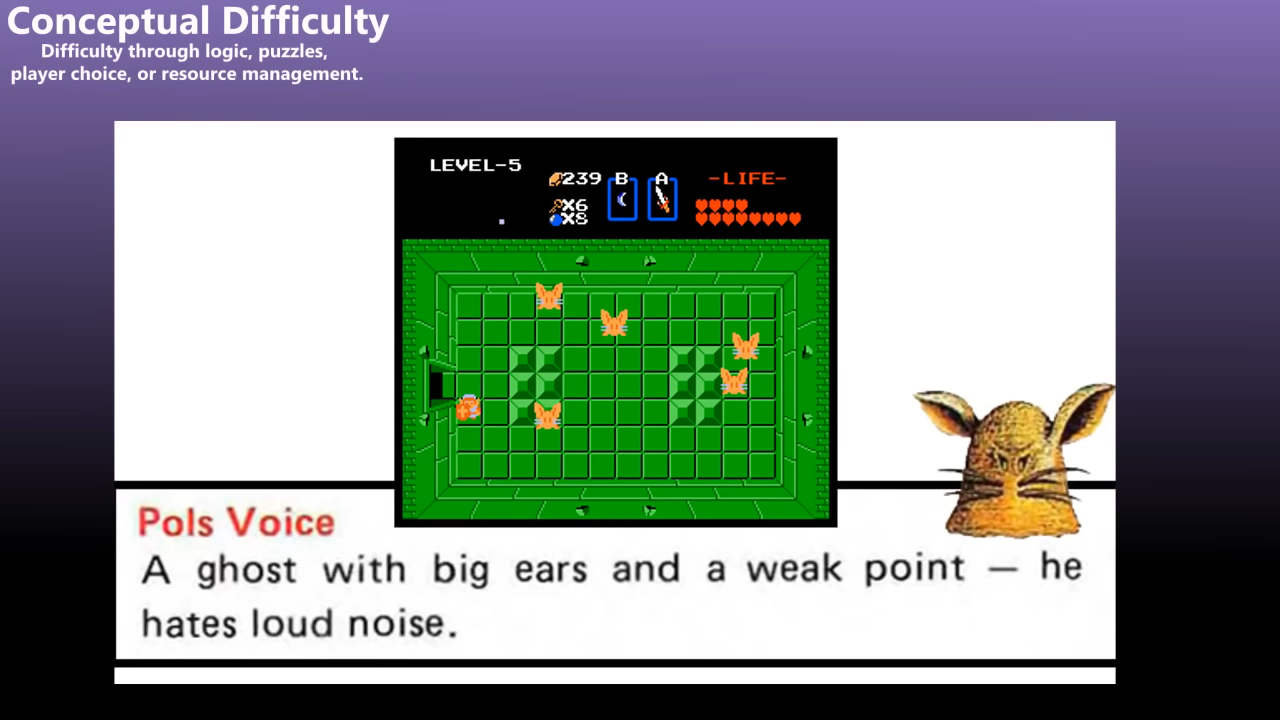 Conceptual Difficulty
Difficulty through logic, puzzles,
player choice, or resource management.
LEVEL-5
239 B A -LIFE-
X6
X8
Pols Voice
A ghost with big ears and a weak point — he
hates loud noise.